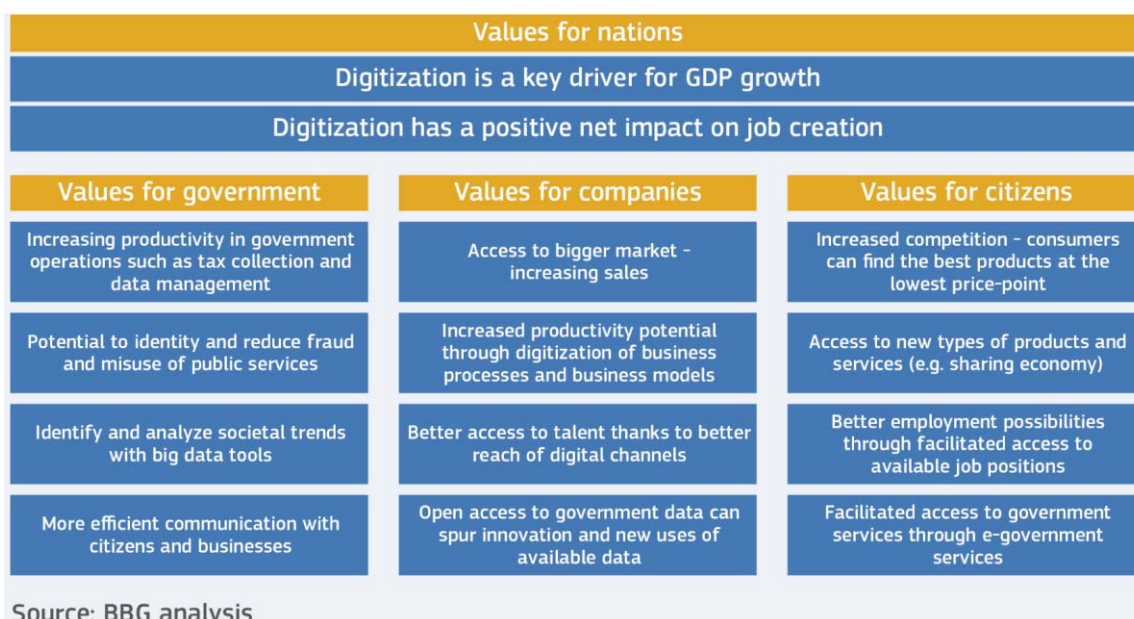 Values for nations
Digitization is a key driver for GDP growth
Digitization has a positive net impact on job creation
Values for government
Increasing productivity in government
operations such as tax collection and
data management
Potential to identity and reduce fraud
and misuse of public services
Identify and analyze societal trends
with big data tools
More efficient communication with
citizens and businesses
Values for companies
Access to bigger market –
increasing sales
Increased productivity potential
through digitization of business
processes and business models
Better access to talent thanks to better
reach of digital channels
Open access to government data can
spur innovation and new uses of
available data
Values for citizens
Increased competition - consumers
can find the best products at the
lowest price-point
Access to new types of products and
services (e.g. sharing economy)
Better employment possibilities
through facilitated access to
available job positions
Facilitated access to government
services through e-government
services
Source: BBG analysis